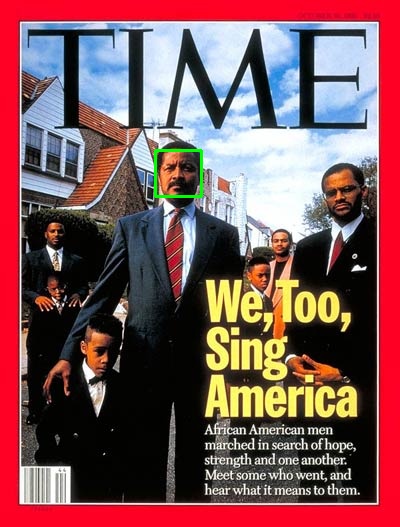 TIME
We, Too,
Sing
America
African American men
marched in search of hope,
strength and one another.
Meet some who went, and
hear what it means to them.
44